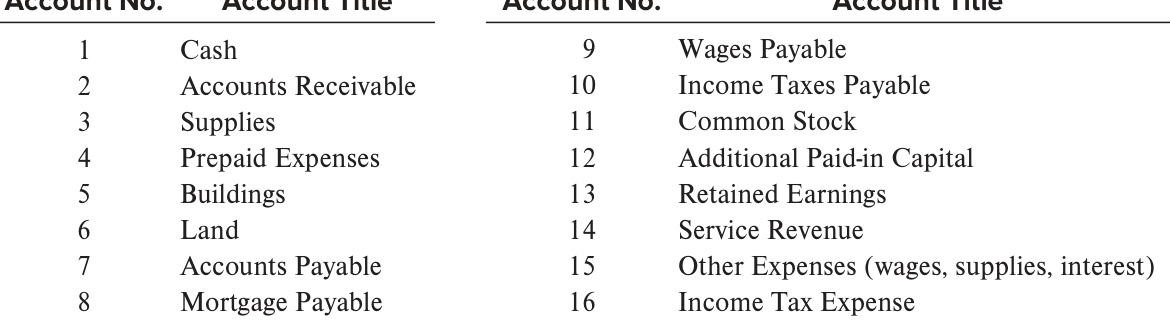 Account No. Account Title Account No. Account Title
1 Cash 9 Wages Payable
2 Accounts Receivable 10 Income Taxes Payable
3 Supplies 11 Common Stock
4 Prepaid Expenses 12 Additional Paid-in Capital
5 Buildings 13 Retained Earnings
6 Land 14 Service Revenue
7 Accounts Payable 15 Other Expenses (wages, supplies, interest)
8 Mortgage Payable 16 Income Tax Expense